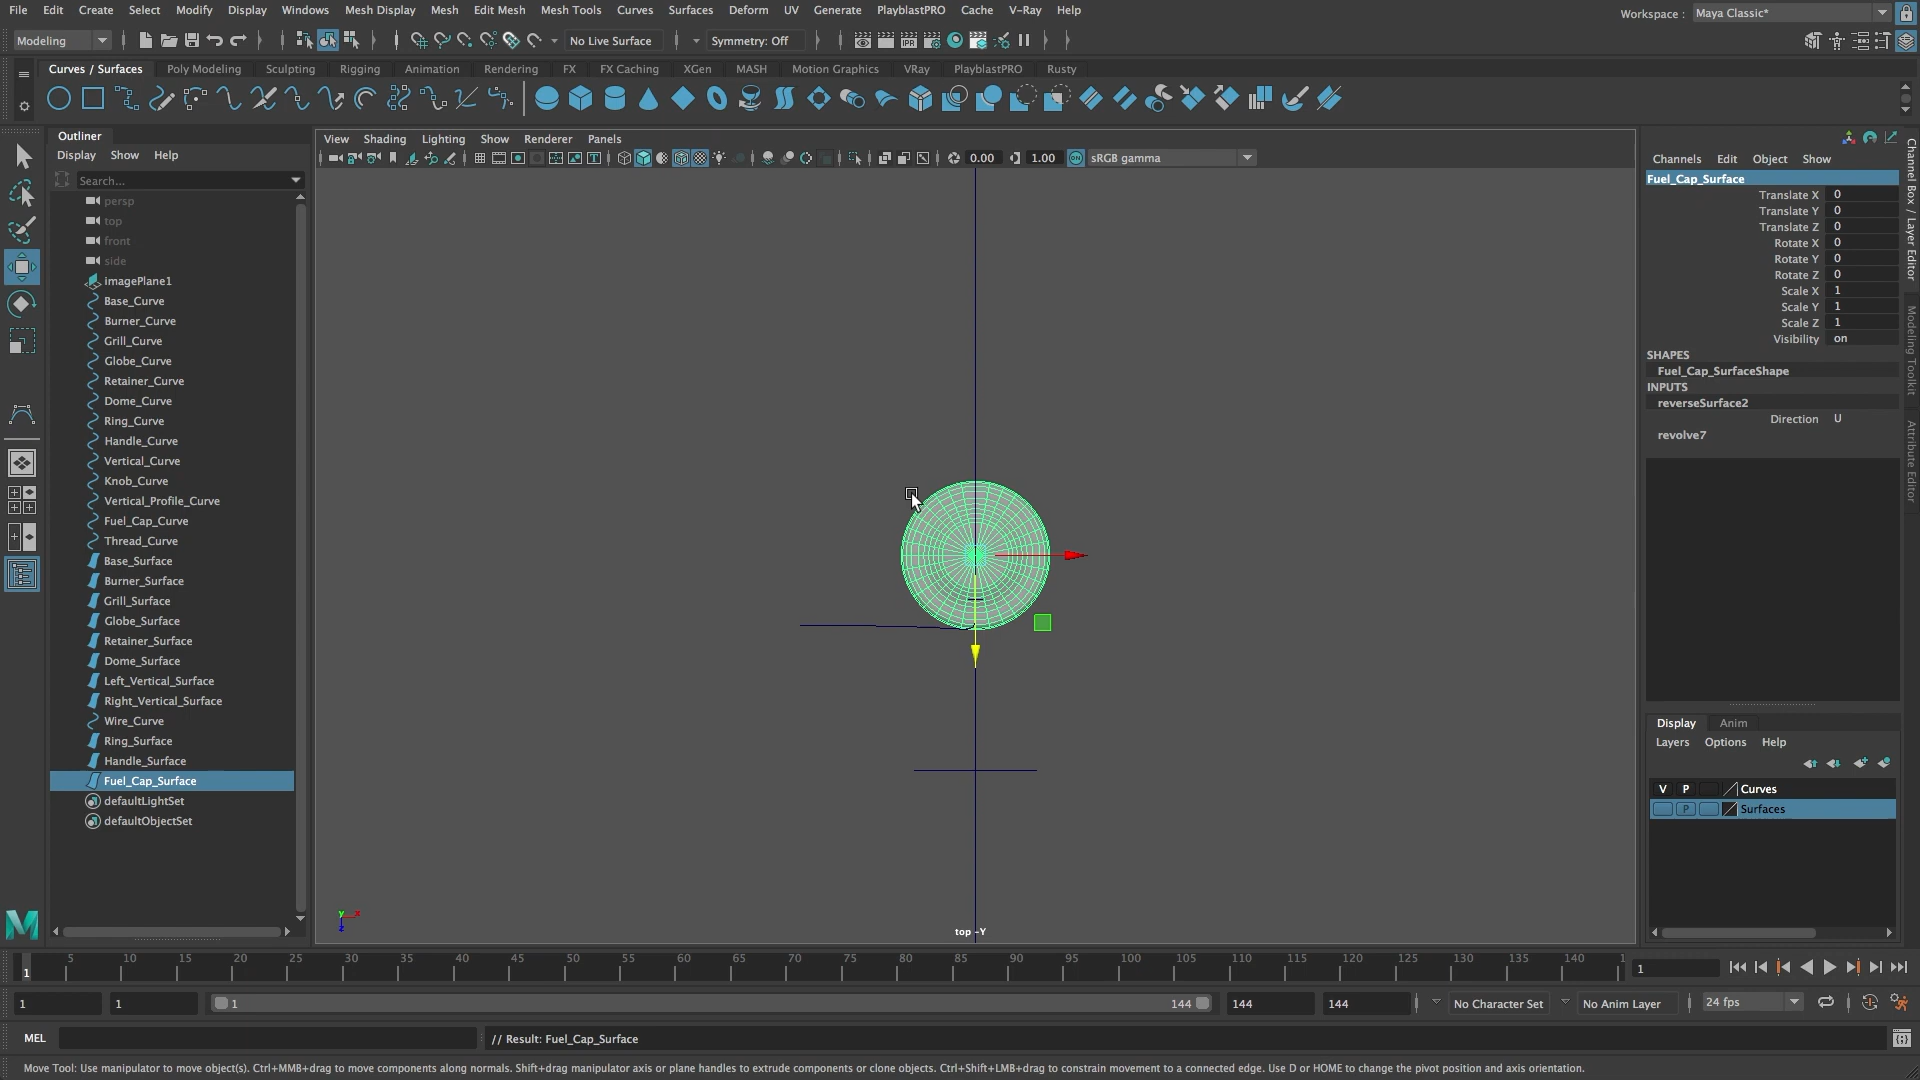 File Edit Create Select Modify Display Windows Mesh Display Mesh Edit Mesh Mesh Tools Curves Surfaces Deform UV Generate PlayblastPRO Cache V-Ray Help
Workspace : Maya Classic*
Modeling No Live Surface Symmetry: Off
Curves / Surfaces Poly Modeling Sculpting Rigging Animation Rendering FX FX Caching XGen MASH Motion Graphics VRay PlayblastPRO Rusty
Outliner
Display Show Help
Search...
persp
top
front
side
imagePlane1
Base_Curve
Burner_Curve
Grill_Curve
Globe_Curve
Retainer_Curve
Dome_Curve
Ring_Curve
Handle_Curve
Vertical_Curve
Knob_Curve
Vertical_Profile_Curve
Fuel_Cap_Curve
Thread_Curve
Base_Surface
Burner_Surface
Grill_Surface
Globe_Surface
Retainer_Surface
Dome_Surface
Left_Vertical_Surface
Right_Vertical_Surface
Wire_Curve
Ring_Surface
Handle_Surface
Fuel_Cap_Surface
defaultLightSet
defaultObjectSet
View Shading Lighting Show Renderer Panels
0.00 1.00 ON sRGB gamma
top -Y
y x
z
Channels Edit Object Show
Fuel_Cap_Surface
Translate X 0
Translate Y 0
Translate Z 0
Rotate X 0
Rotate Y 0
Rotate Z 0
Scale X 1
Scale Y 1
Scale Z 1
Visibility on
SHAPES
Fuel_Cap_SurfaceShape
INPUTS
reverseSurface2
Direction U
revolve7
Channel Box / Layer Editor
Modeling Toolkit
Attribute Editor
Display Anim
Layers Options Help
V P Curves
P Surfaces
1 5 10 15 20 25 30 35 40 45 50 55 60 65 70 75 80 85 90 95 100 105 110 115 120 125 130 135 140 1
1
1 1 1 144 144 144 No Character Set No Anim Layer 24 fps
MEL // Result: Fuel_Cap_Surface
Move Tool: Use manipulator to move object(s). Ctrl+MMB+drag to move components along normals. Shift+drag manipulator axis or plane handles to extrude components or clone objects. Ctrl+Shift+LMB+drag to constrain movement to a connected edge. Use D or HOME to change the pivot position and axis orientation.